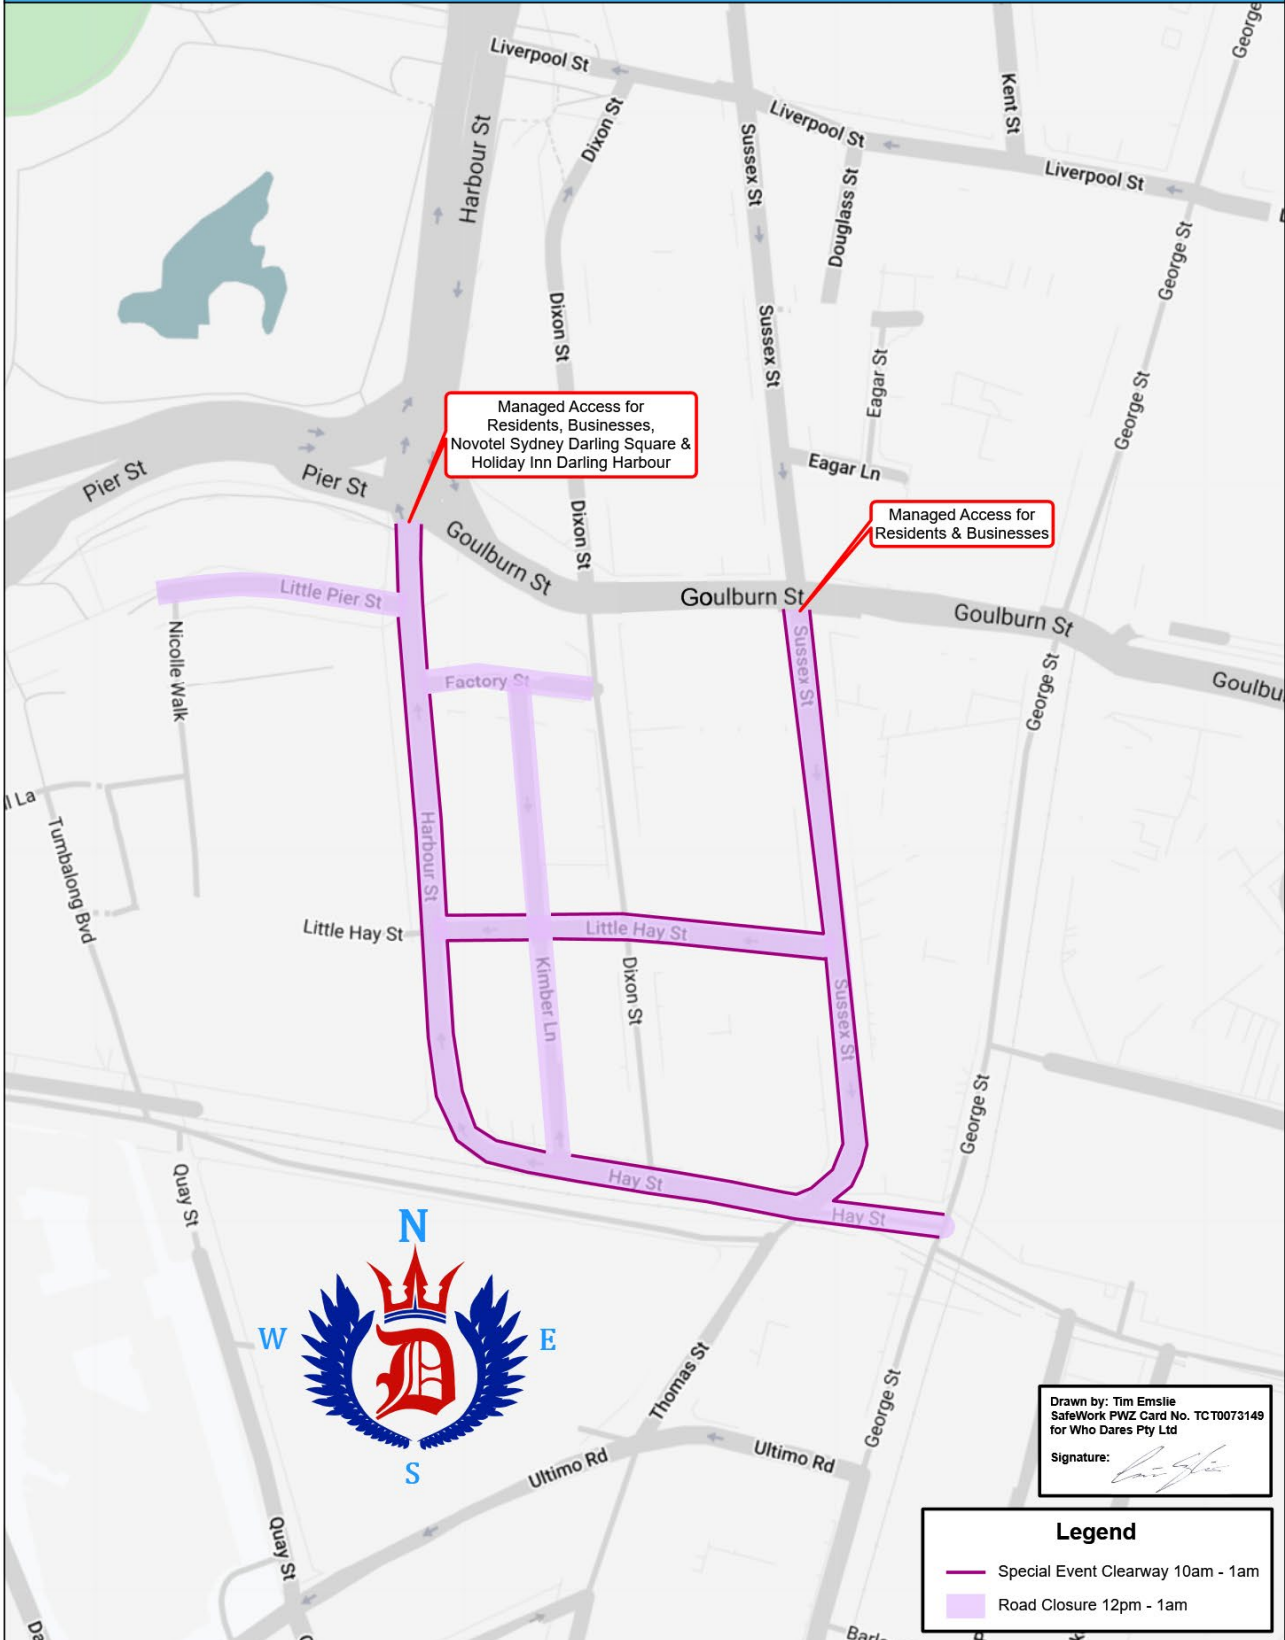 Liverpool St
Harbour St
Dixon St
Sussex St
Liverpool St
Kent St
George
Liverpool St
Douglass St
George St
Dixon St
Sussex St
Eagar St
George St
Managed Access for
Residents, Businesses,
Novotel Sydney Darling Square &
Holiday Inn Darling Harbour
Eagar Ln
Pier St
Pier St
Dixon St
Managed Access for
Residents & Businesses
Goulburn St
Goulburn St
Goulburn St
Little Pier St
Nicolle Walk
Sussex St
George St
Factory St
Goulbu
l La
Tumbalong Bvd
Harbour St
Little Hay St
Little Hay St
Kimber Ln
Dixon St
Sussex St
George St
Quay St
Hay St
Hay St
N
W
E
D
S
Thomas St
George St
Ultimo Rd
Ultimo Rd
Quay St
Drawn by: Tim Emslie
SafeWork PWZ Card No. TCT0073149
for Who Dares Pty Ltd
Signature:
Legend
Special Event Clearway 10am - 1am
Road Closure 12pm - 1am
Da
Barl